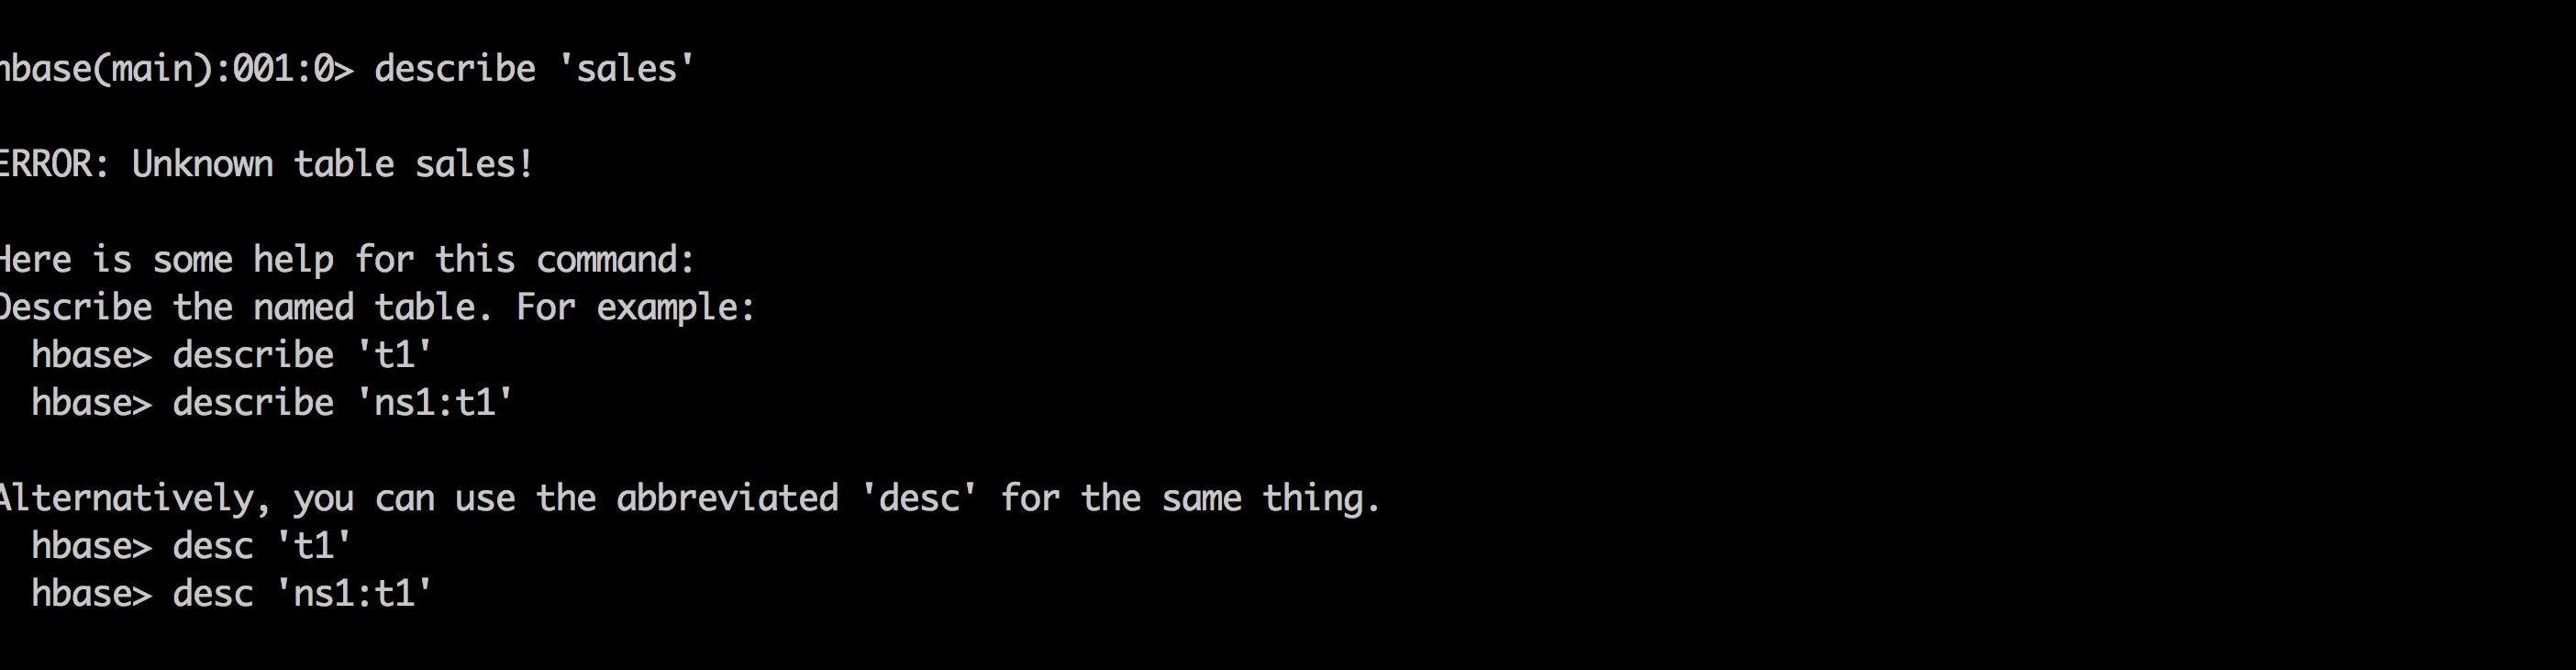 hbase(main):001:0> describe 'sales'
ERROR: Unknown table sales!
Here is some help for this command:
Describe the named table. For example:
hbase> describe 't1'
hbase> describe 'ns1:t1'
Alternatively, you can use the abbreviated 'desc' for the same thing.
hbase> desc 't1'
hbase> desc 'ns1:t1'